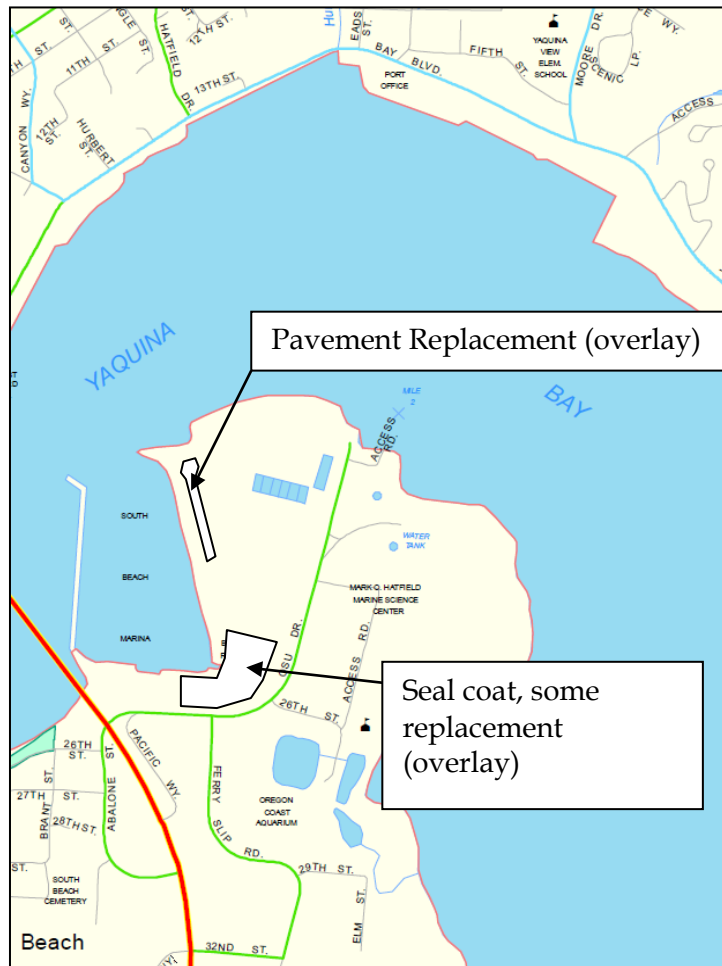 11TH ST.
12TH ST.
HATFIELD DR.
12TH ST.
13TH ST.
CANYON WY.
HURBERT ST.
Hu
EADS ST.
BAY BLVD.
FIFTH ST.
PORT OFFICE
YAQUINA
VIEW
ELEM.
SCHOOL
MOORE DR.
SCENIC LP.
WY.
ACCESS
Pavement Replacement (overlay)
YAQUINA
BAY
MILE
2
ACCESS RD.
SOUTH
BEACH
MARINA
WATER
TANK
MARK O. HATFIELD
MARINE SCIENCE
CENTER
OSU DR.
ACCESS RD.
Seal coat, some
replacement
(overlay)
26TH ST.
26TH ST.
27TH ST.
28TH ST.
BRANT ST.
ABALONE ST.
PACIFIC WY.
FERRY SLIP RD.
OREGON
COAST
AQUARIUM
29TH ST.
ELM ST.
SOUTH
BEACH
CEMETERY
Beach
32ND ST.